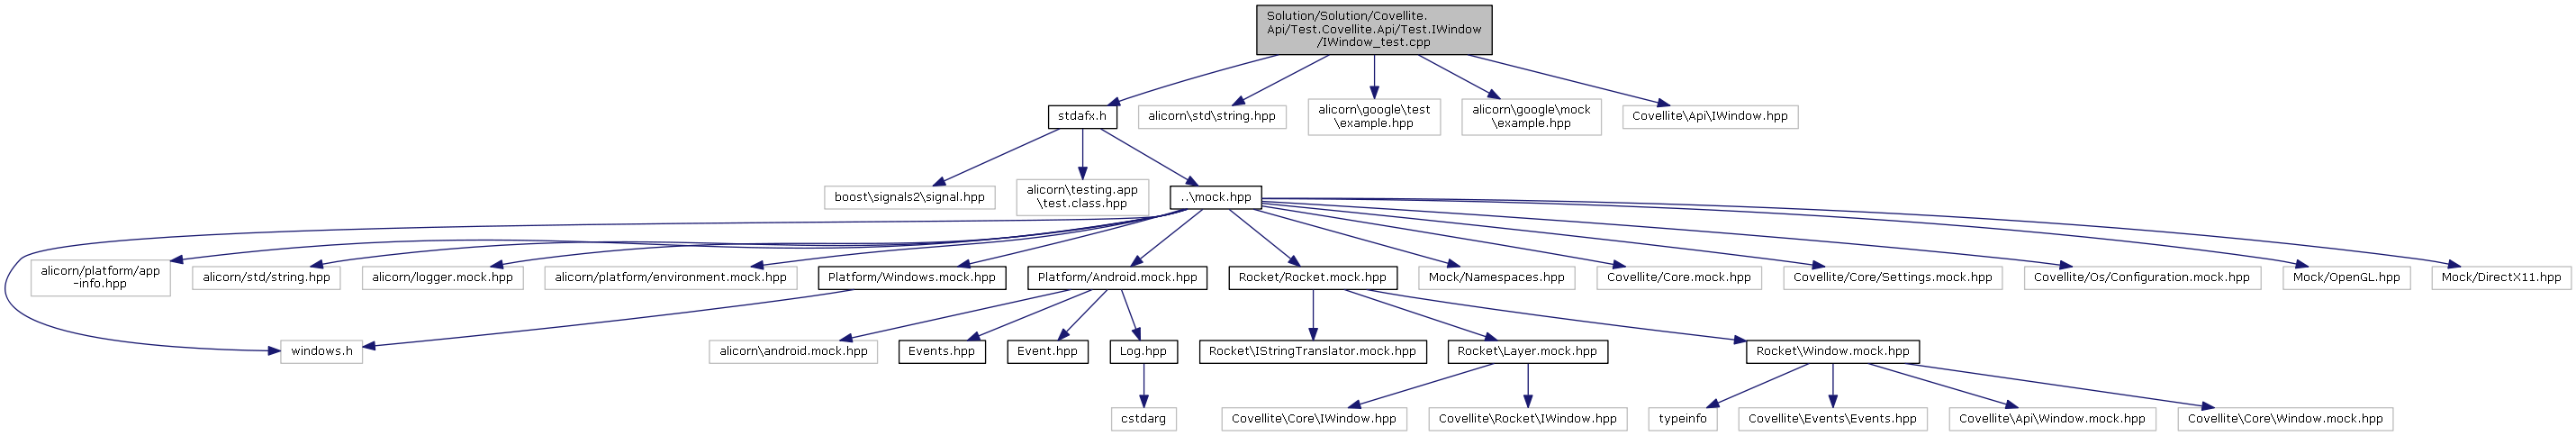 Solution/Solution/Covellite.
Api/Test.Covellite.Api/Test.IWindow
/IWindow_test.cpp
stdafx.h
alicorn\std\string.hpp
alicorn\google\test
\example.hpp
alicorn\google\mock
\example.hpp
Covellite\Api\IWindow.hpp
boost\signals2\signal.hpp
alicorn\testing.app
\test.class.hpp
..\mock.hpp
alicorn/platform/app
-info.hpp
alicorn/std/string.hpp
alicorn/logger.mock.hpp
alicorn/platform/environment.mock.hpp
Platform/Windows.mock.hpp
Platform/Android.mock.hpp
Rocket/Rocket.mock.hpp
Mock/Namespaces.hpp
Covellite/Core.mock.hpp
Covellite/Core/Settings.mock.hpp
Covellite/Os/Configuration.mock.hpp
Mock/OpenGL.hpp
Mock/DirectX11.hpp
windows.h
alicorn\android.mock.hpp
Events.hpp
Event.hpp
Log.hpp
Rocket\IStringTranslator.mock.hpp
Rocket\Layer.mock.hpp
Rocket\Window.mock.hpp
cstdarg
Covellite\Core\IWindow.hpp
Covellite\Rocket\IWindow.hpp
typeinfo
Covellite\Events\Events.hpp
Covellite\Api\Window.mock.hpp
Covellite\Core\Window.mock.hpp